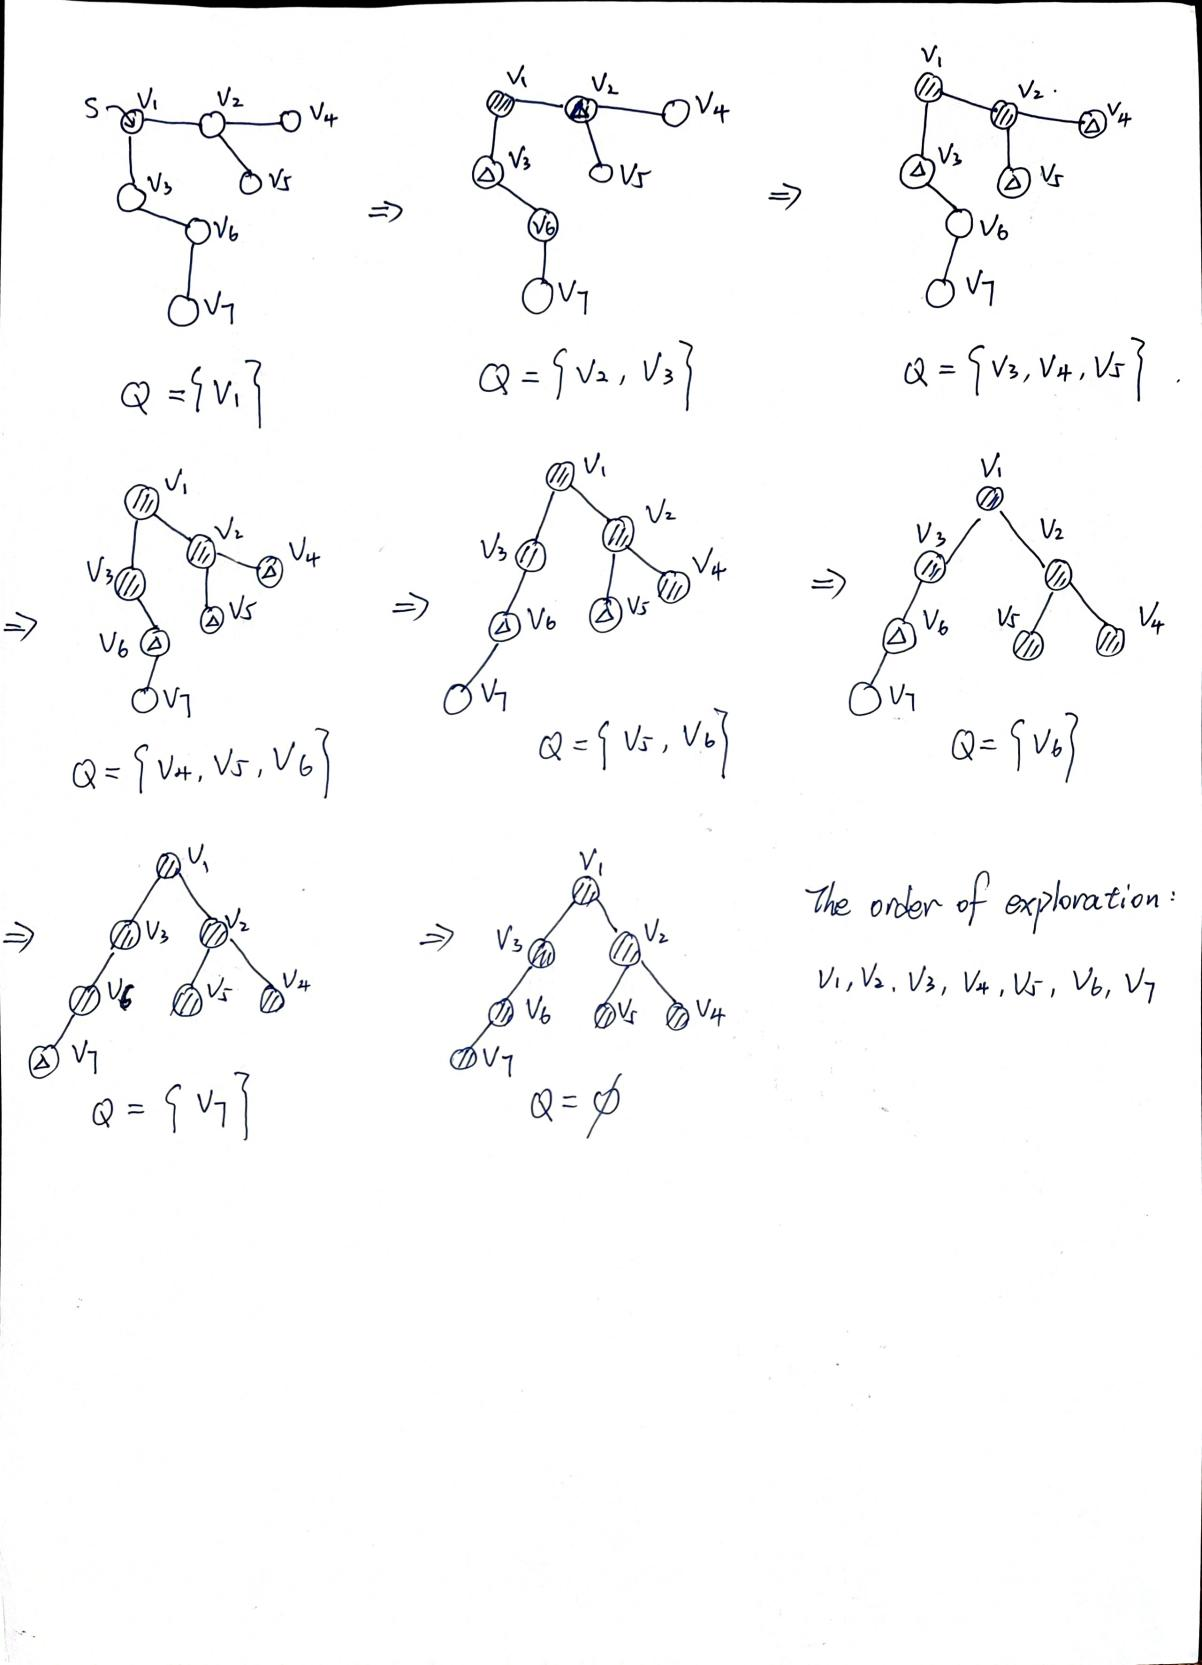 S V₁ V₂ V₄
V₃ V₅
V₆
V₇
Q = {V₁}
⇒
V₁ V₂ V₄
V₃ V₅
V₆
V₇
Q = {V₂, V₃}
⇒
V₁ V₂ V₄
V₃ V₅
V₆
V₇
Q = {V₃, V₄, V₅}
⇒
V₁
V₂ V₄
V₃ V₅
V₆
V₇
Q = {V₄, V₅, V₆}
⇒
V₁
V₂
V₃ V₄
V₆ V₅
V₇
Q = {V₅, V₆}
⇒
V₁
V₃ V₂
V₆ V₅ V₄
V₇
Q = {V₆}
⇒
V₁
V₃ V₂
V₆ V₅ V₄
V₇
Q = {V₇}
⇒
V₁
V₃ V₂
V₆ V₅ V₄
V₇
Q = ∅
The order of exploration:
V₁, V₂, V₃, V₄, V₅, V₆, V₇